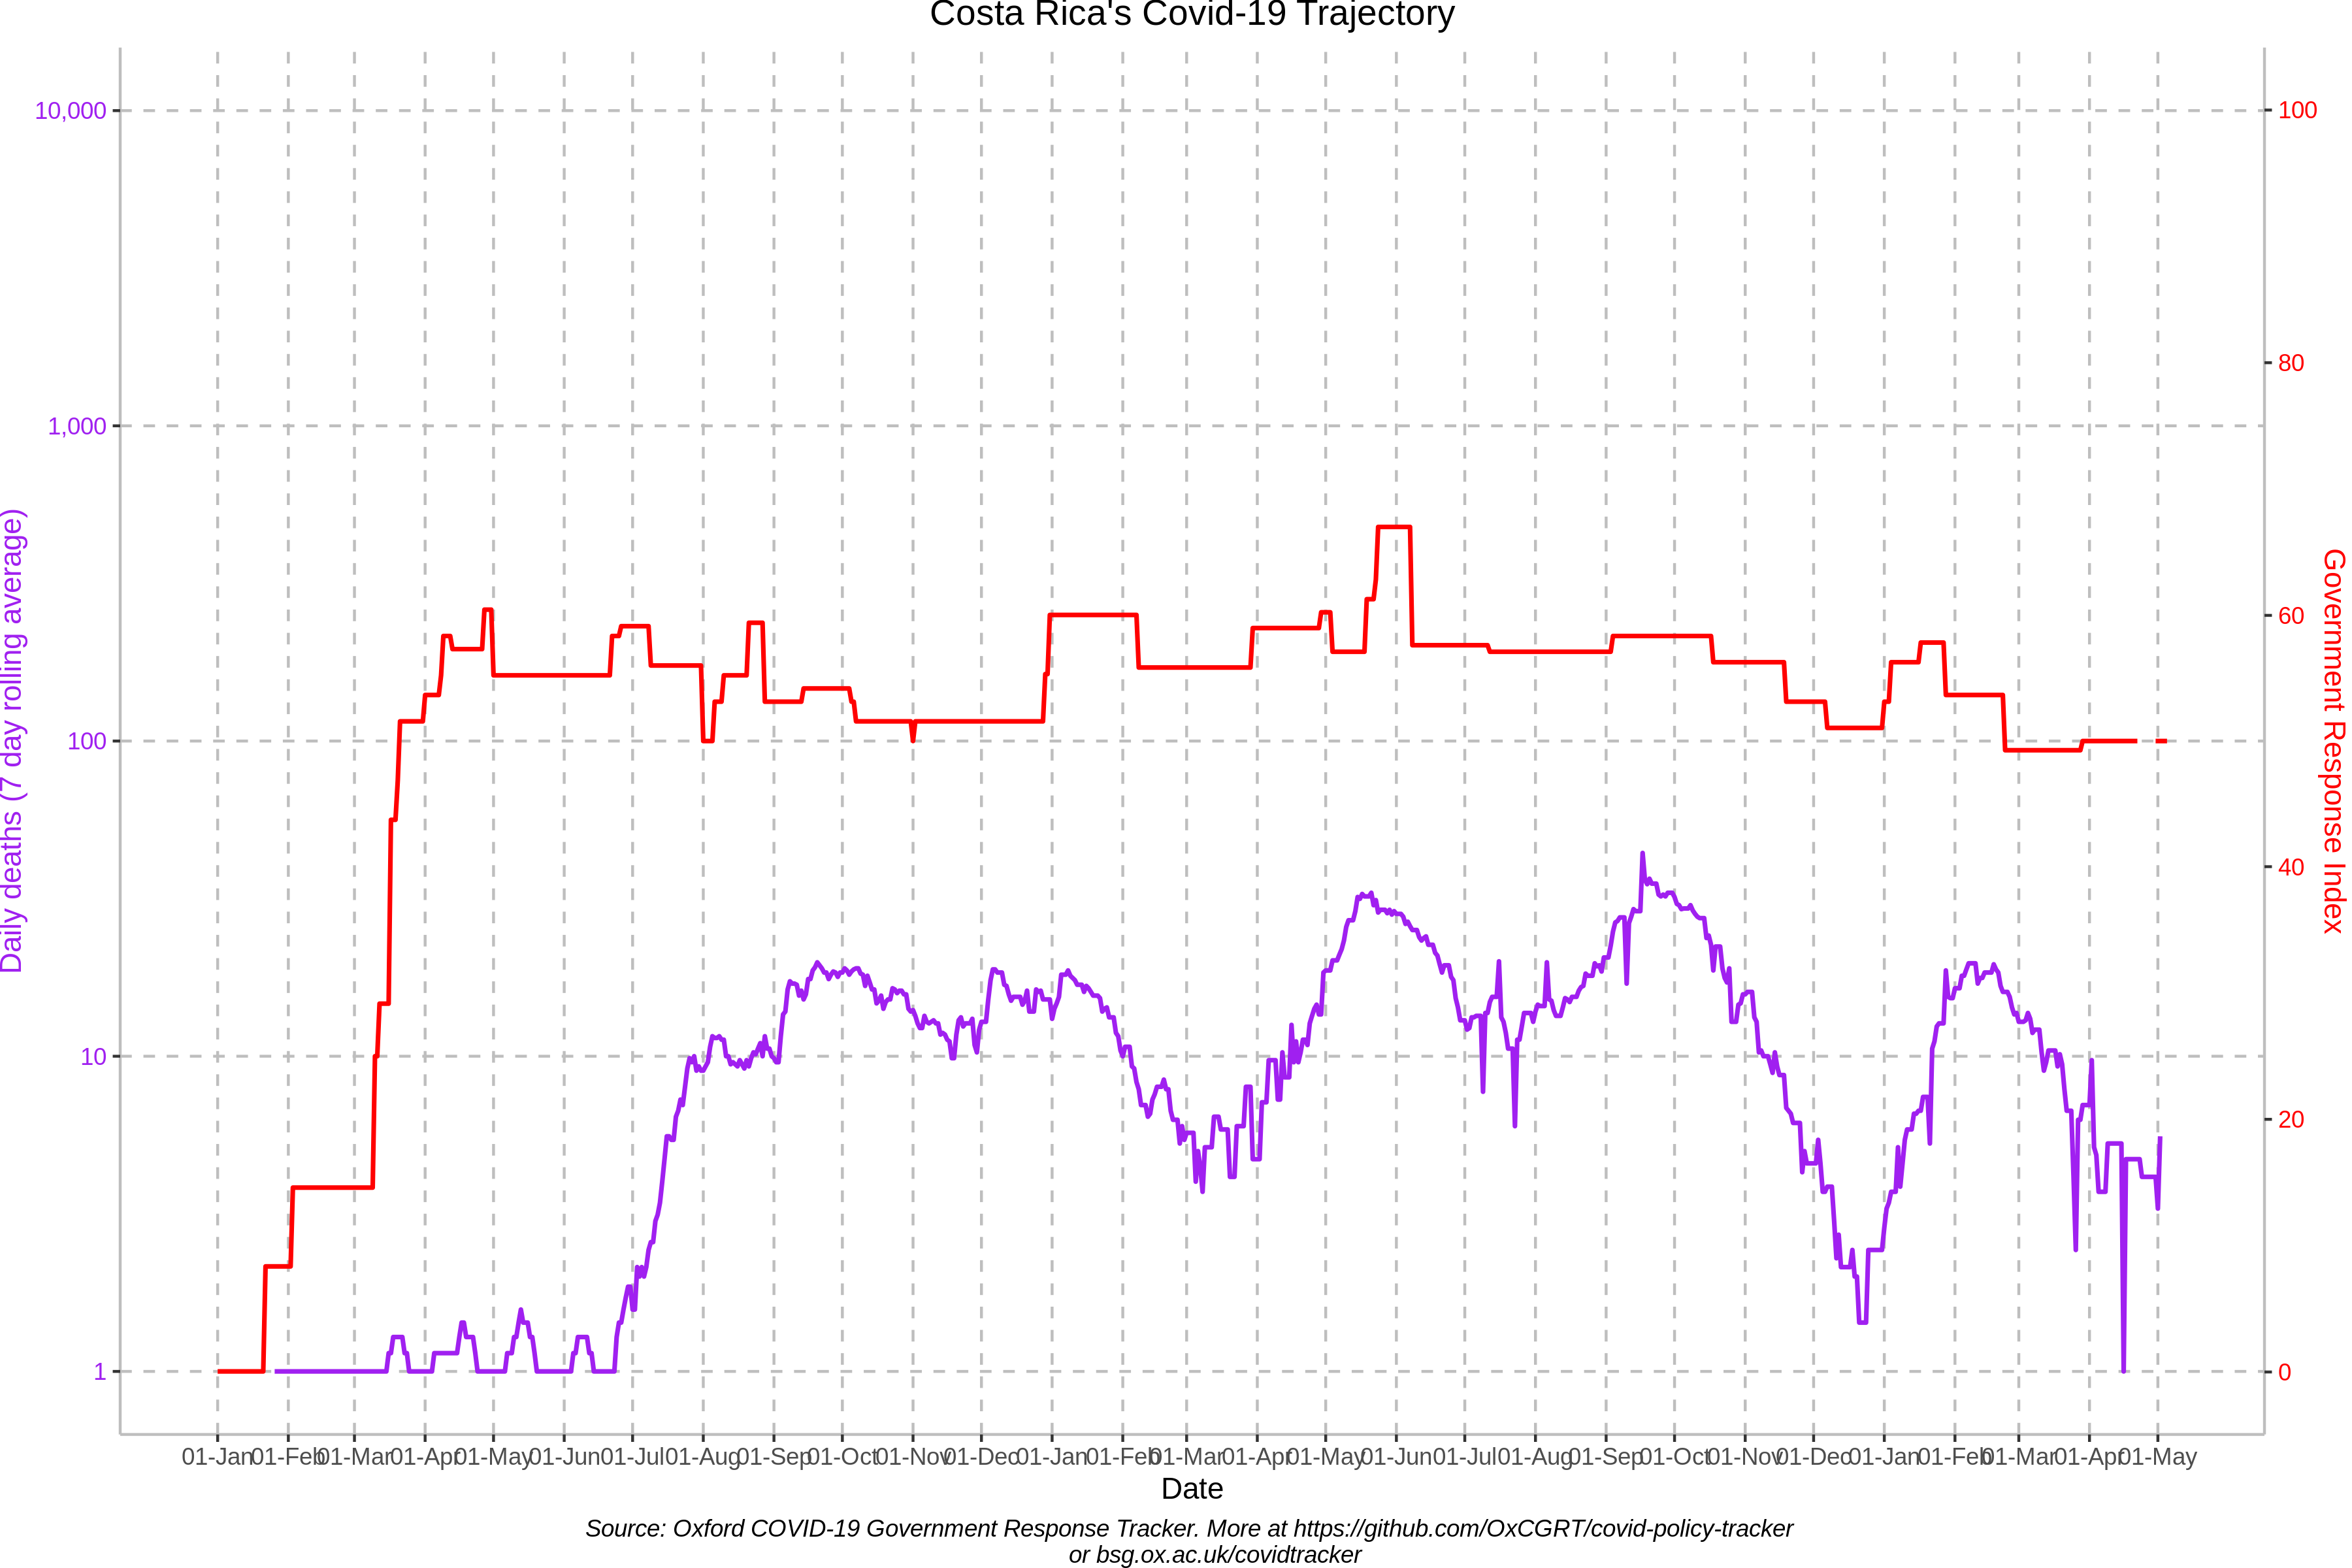 Costa Rica's Covid-19 Trajectory
10,000
1,000
100
10
1
Daily deaths (7 day rolling average)
100
80
60
40
20
0
Government Response Index
01-Jan 01-Feb 01-Mar 01-Apr 01-May 01-Jun 01-Jul 01-Aug 01-Sep 01-Oct 01-Nov 01-Dec 01-Jan 01-Feb 01-Mar 01-Apr 01-May 01-Jun 01-Jul 01-Aug 01-Sep 01-Oct 01-Nov 01-Dec 01-Jan 01-Feb 01-Mar 01-Apr 01-May
Date
Source: Oxford COVID-19 Government Response Tracker. More at https://github.com/OxCGRT/covid-policy-tracker
or bsg.ox.ac.uk/covidtracker